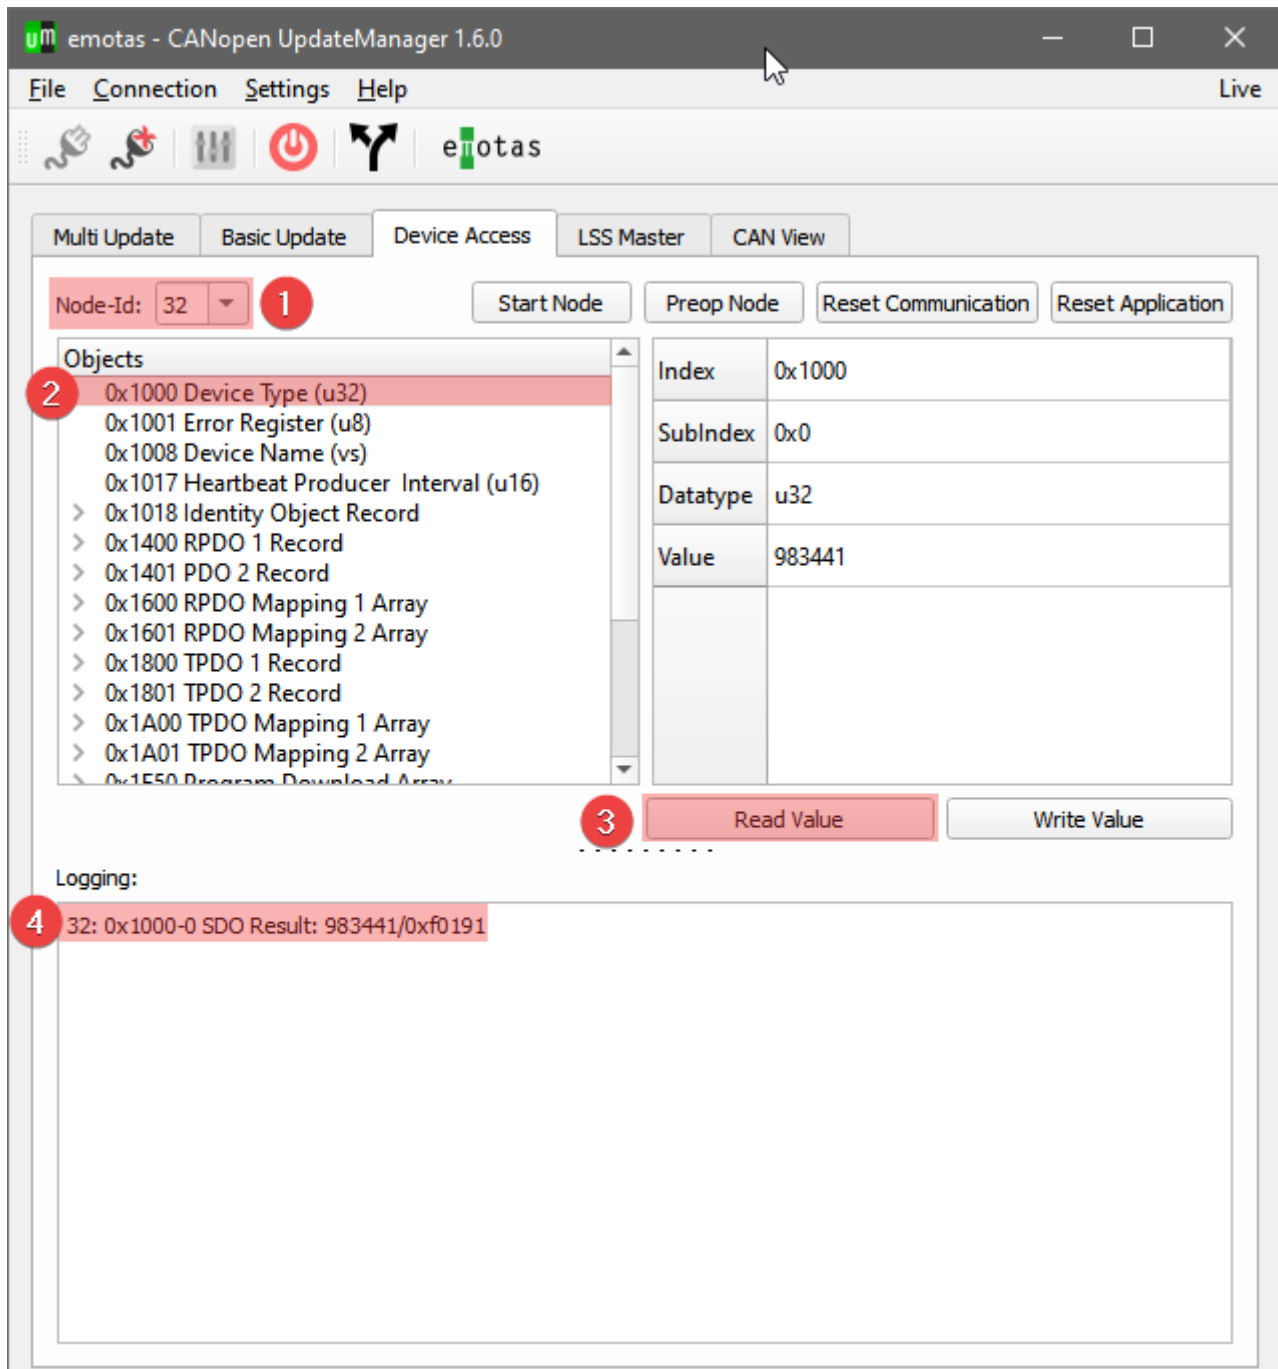 um emotas - CANopen UpdateManager 1.6.0
File Connection Settings Help Live
emotas
Multi Update Basic Update Device Access LSS Master CAN View
Node-Id: 32 1 Start Node Preop Node Reset Communication Reset Application
Objects
2 0x1000 Device Type (u32)
0x1001 Error Register (u8)
0x1008 Device Name (vs)
0x1017 Heartbeat Producer Interval (u16)
0x1018 Identity Object Record
0x1400 RPDO 1 Record
0x1401 PDO 2 Record
0x1600 RPDO Mapping 1 Array
0x1601 RPDO Mapping 2 Array
0x1800 TPDO 1 Record
0x1801 TPDO 2 Record
0x1A00 TPDO Mapping 1 Array
0x1A01 TPDO Mapping 2 Array
0x1F50 Program Download Array
Index 0x1000
SubIndex 0x0
Datatype u32
Value 983441
3 Read Value Write Value
Logging:
4 32: 0x1000-0 SDO Result: 983441/0xf0191